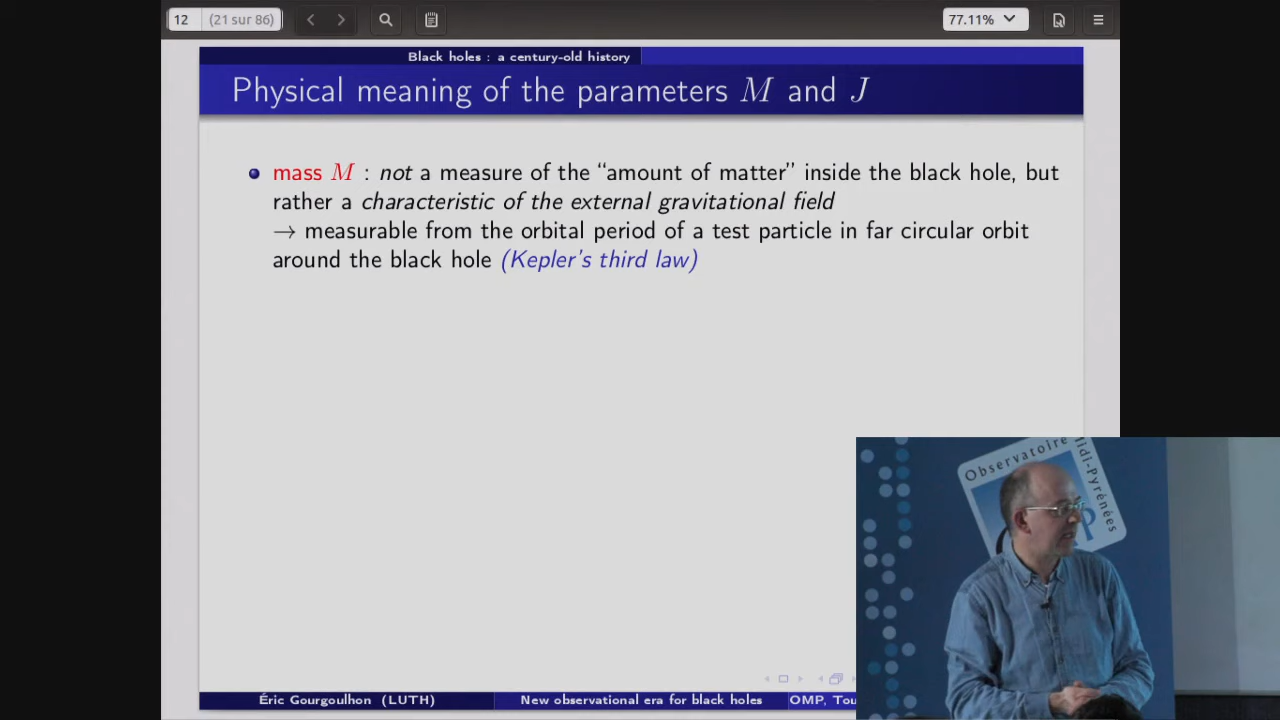 12 (21 sur 86)
77.11%
Black holes : a century-old history
Physical meaning of the parameters M and J
mass M : not a measure of the “amount of matter” inside the black hole, but
rather a characteristic of the external gravitational field
→ measurable from the orbital period of a test particle in far circular orbit
around the black hole (Kepler’s third law)
Observatoire
Midi-Pyrénées
Éric Gourgoulhon (LUTH)
New observational era for black holes
OMP, Tou